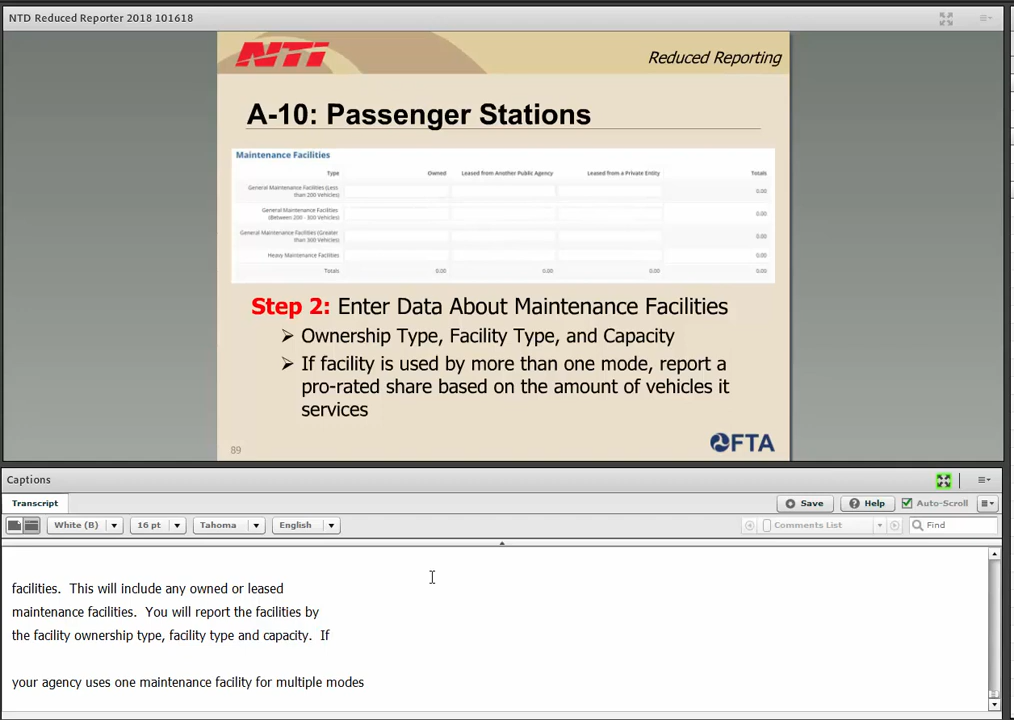 NTD Reduced Reporter 2018 101618
NTI
Reduced Reporting
A-10: Passenger Stations
Maintenance Facilities
Type Owned Leased from Another Public Agency Leased from a Private Entity Totals
General Maintenance Facilities (Less
than 200 Vehicles) 0.00
General Maintenance Facilities
(Between 200 - 300 Vehicles) 0.00
General Maintenance Facilities (Greater
than 300 Vehicles) 0.00
Heavy Maintenance Facilities 0.00
Totals 0.00 0.00 0.00 0.00
Step 2: Enter Data About Maintenance Facilities
Ownership Type, Facility Type, and Capacity
If facility is used by more than one mode, report a
pro-rated share based on the amount of vehicles it
services
89
FTA
Captions
Transcript
Save Help Auto-Scroll
White (B) 16 pt Tahoma English Comments List Find
facilities. This will include any owned or leased
maintenance facilities. You will report the facilities by
the facility ownership type, facility type and capacity. If
your agency uses one maintenance facility for multiple modes